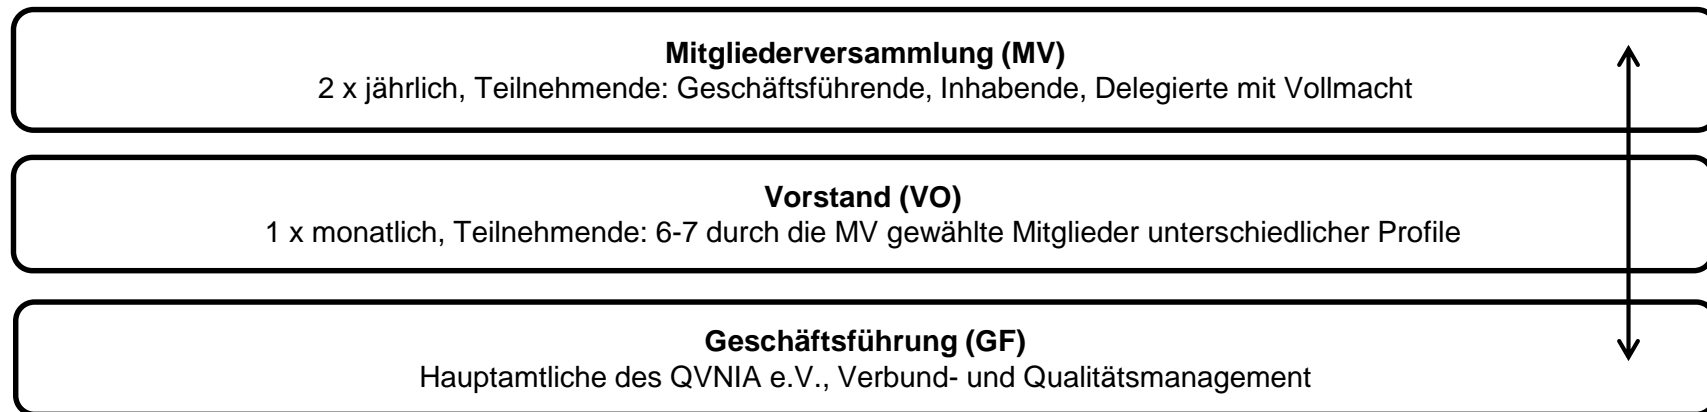 Mitgliederversammlung (MV)
2 x jährlich, Teilnehmende: Geschäftsführende, Inhabende, Delegierte mit Vollmacht
Vorstand (VO)
1 x monatlich, Teilnehmende: 6-7 durch die MV gewählte Mitglieder unterschiedlicher Profile
Geschäftsführung (GF)
Hauptamtliche des QVNIA e.V., Verbund- und Qualitätsmanagement